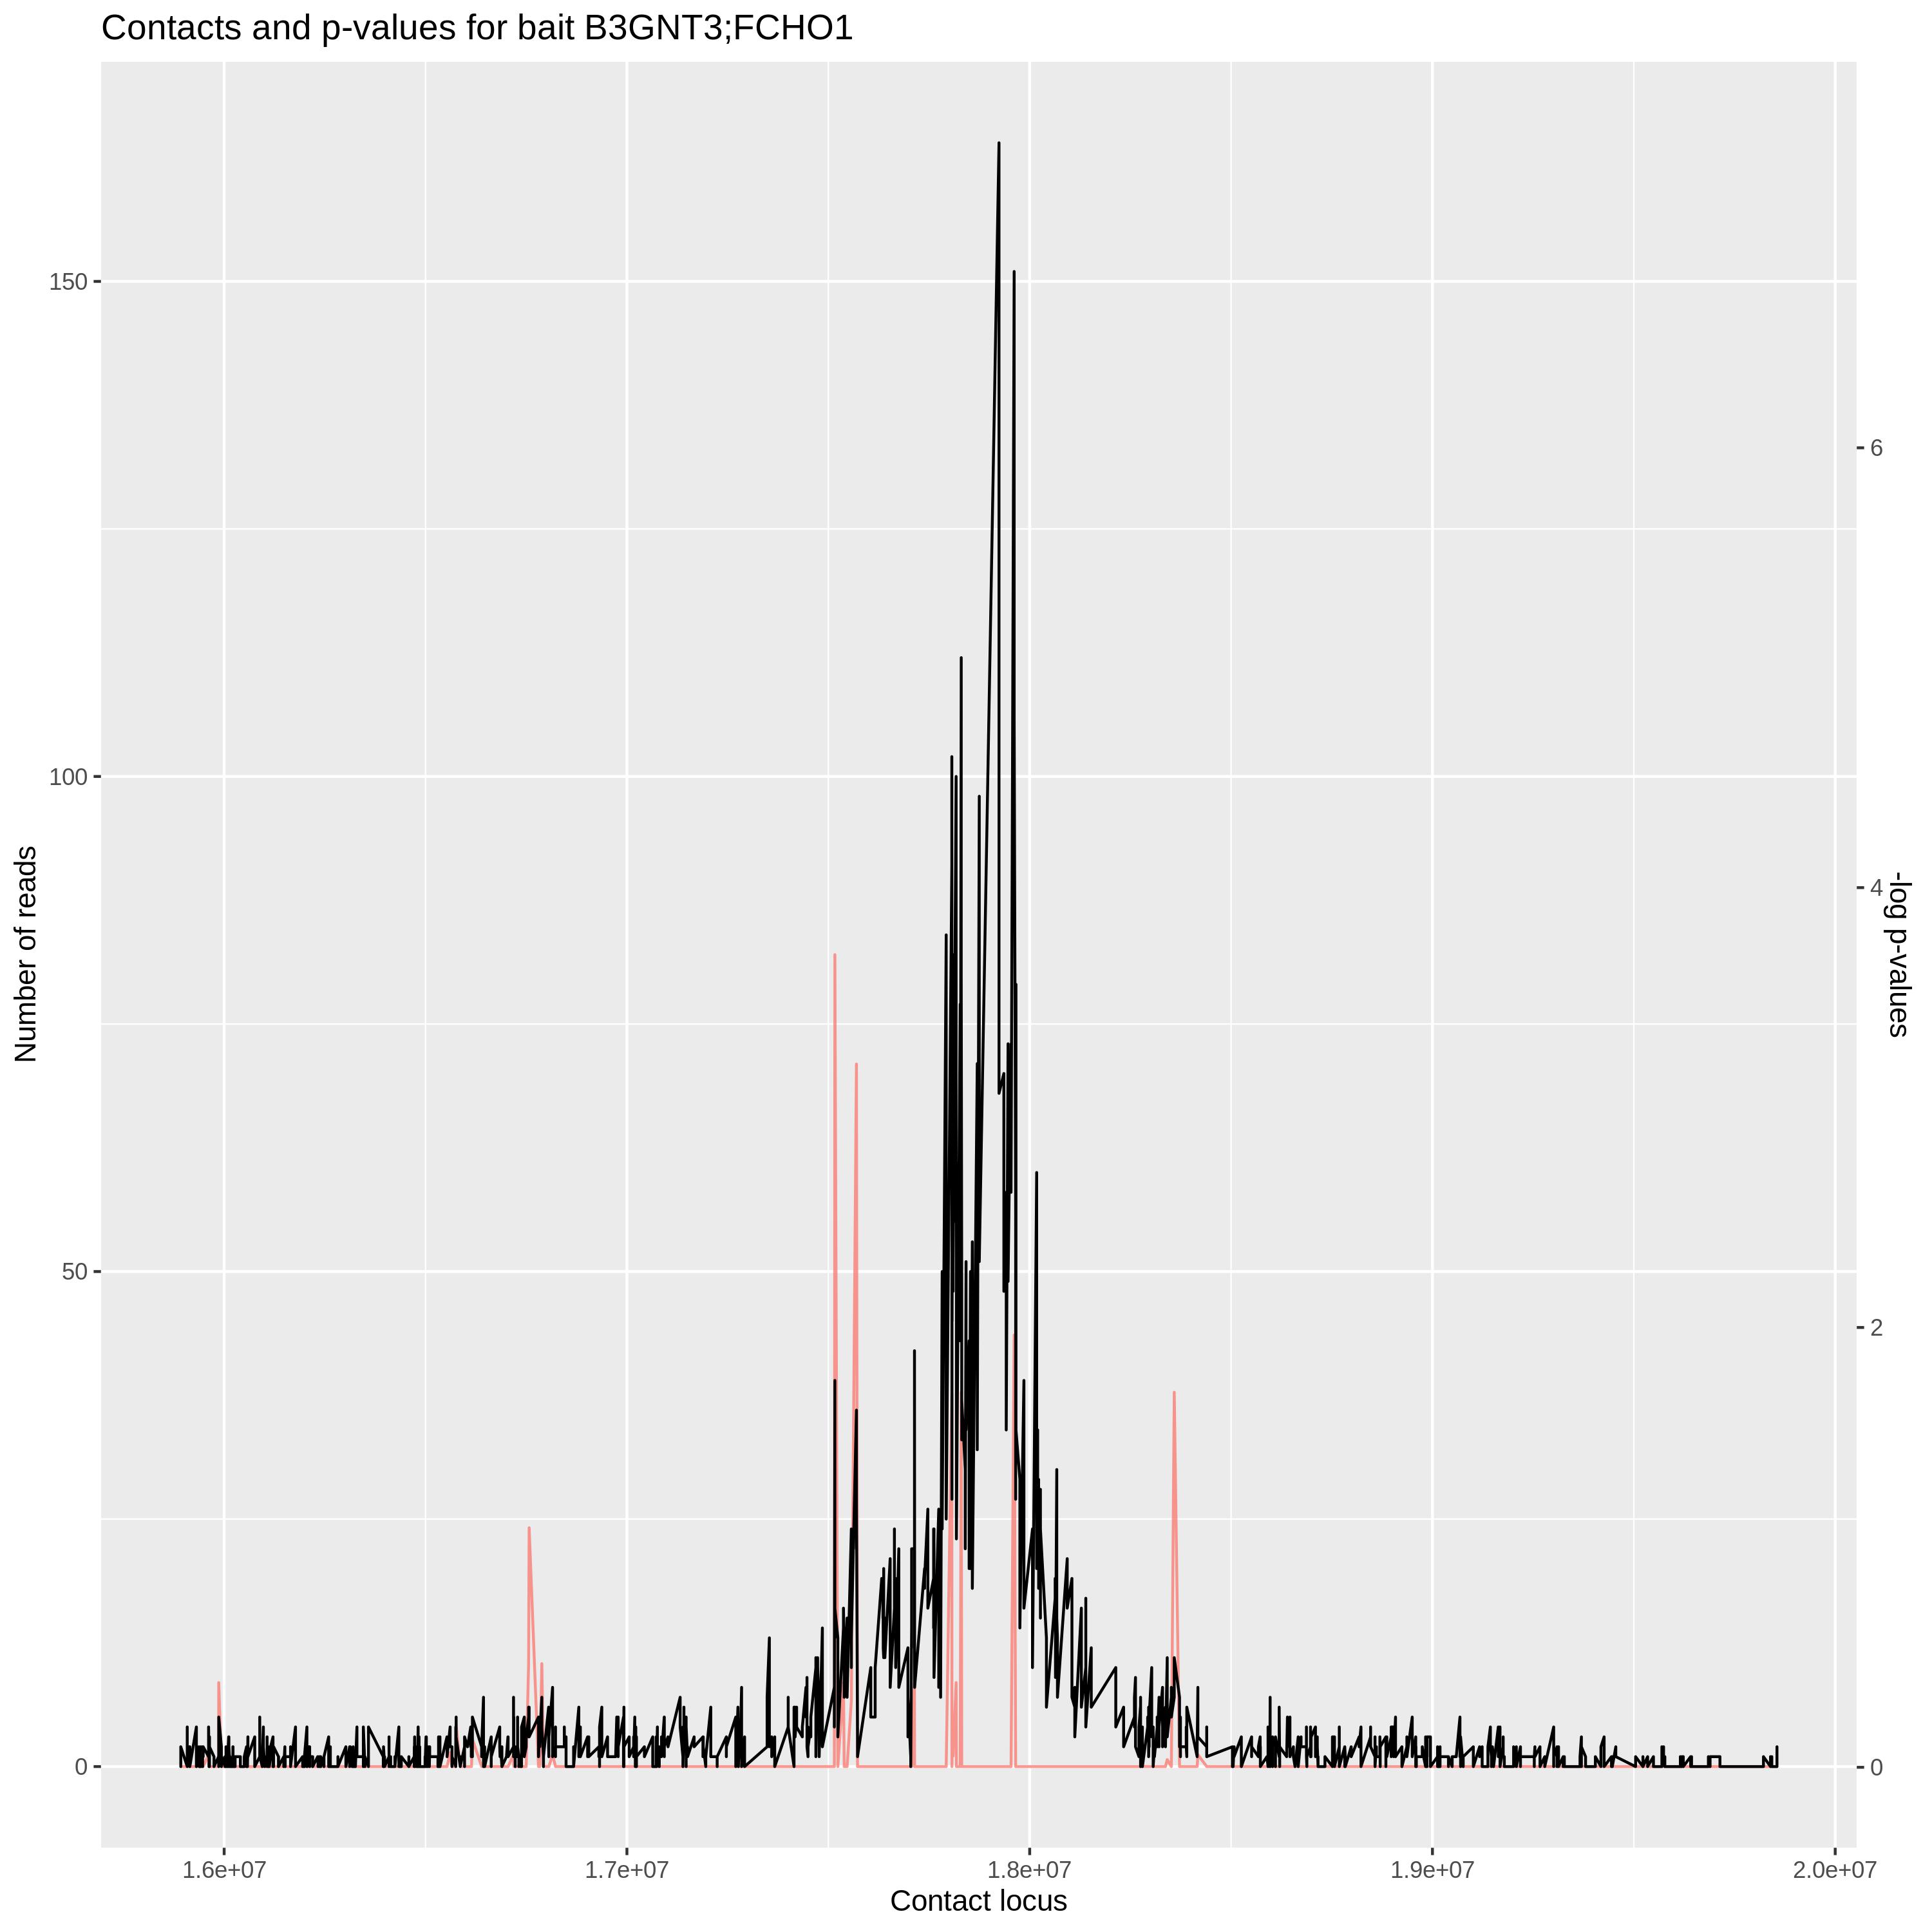 Contacts and p-values for bait B3GNT3;FCHO1
Number of reads
150
100
50
0
6
4
2
0
-log p-values
1.6e+07
1.7e+07
1.8e+07
1.9e+07
2.0e+07
Contact locus